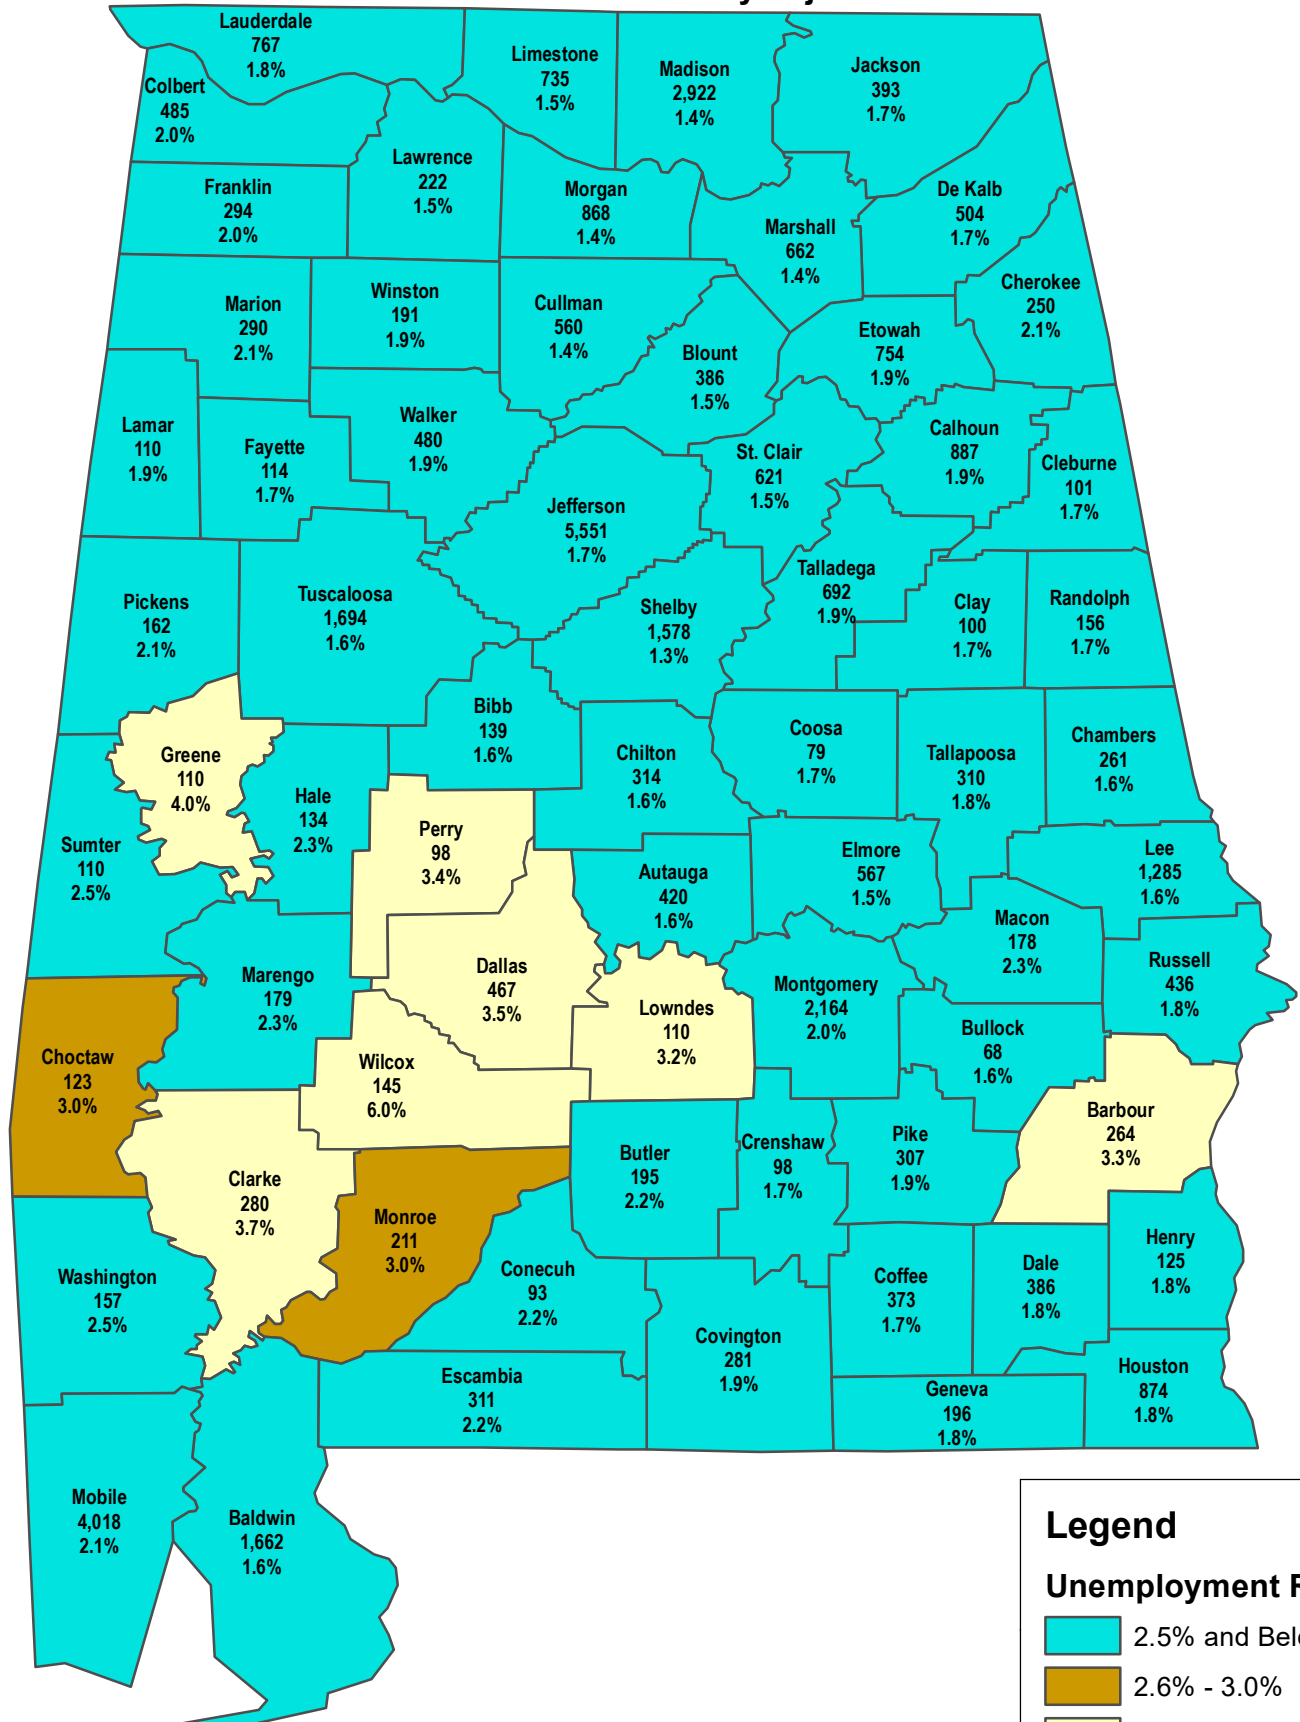 Lauderdale
767
1.8%
Limestone
735
1.5%
Madison
2,922
1.4%
Jackson
393
1.7%
Colbert
485
2.0%
Lawrence
222
1.5%
Franklin
294
2.0%
Morgan
868
1.4%
De Kalb
504
1.7%
Marshall
662
1.4%
Cherokee
250
2.1%
Marion
290
2.1%
Winston
191
1.9%
Cullman
560
1.4%
Etowah
754
1.9%
Blount
386
1.5%
Lamar
110
1.9%
Fayette
114
1.7%
Walker
480
1.9%
St. Clair
621
1.5%
Calhoun
887
1.9%
Cleburne
101
1.7%
Jefferson
5,551
1.7%
Talladega
692
1.9%
Pickens
162
2.1%
Tuscaloosa
1,694
1.6%
Shelby
1,578
1.3%
Clay
100
1.7%
Randolph
156
1.7%
Bibb
139
1.6%
Greene
110
4.0%
Chilton
314
1.6%
Coosa
79
1.7%
Tallapoosa
310
1.8%
Chambers
261
1.6%
Hale
134
2.3%
Perry
98
3.4%
Sumter
110
2.5%
Autauga
420
1.6%
Elmore
567
1.5%
Lee
1,285
1.6%
Macon
178
2.3%
Marengo
179
2.3%
Dallas
467
3.5%
Lowndes
110
3.2%
Montgomery
2,164
2.0%
Russell
436
1.8%
Bullock
68
1.6%
Choctaw
123
3.0%
Wilcox
145
6.0%
Barbour
264
3.3%
Clarke
280
3.7%
Butler
195
2.2%
Crenshaw
98
1.7%
Pike
307
1.9%
Monroe
211
3.0%
Conecuh
93
2.2%
Washington
157
2.5%
Coffee
373
1.7%
Dale
386
1.8%
Henry
125
1.8%
Covington
281
1.9%
Escambia
311
2.2%
Geneva
196
1.8%
Houston
874
1.8%
Mobile
4,018
2.1%
Baldwin
1,662
1.6%
Legend
Unemployment
2.5% and
2.6% - 3.0%